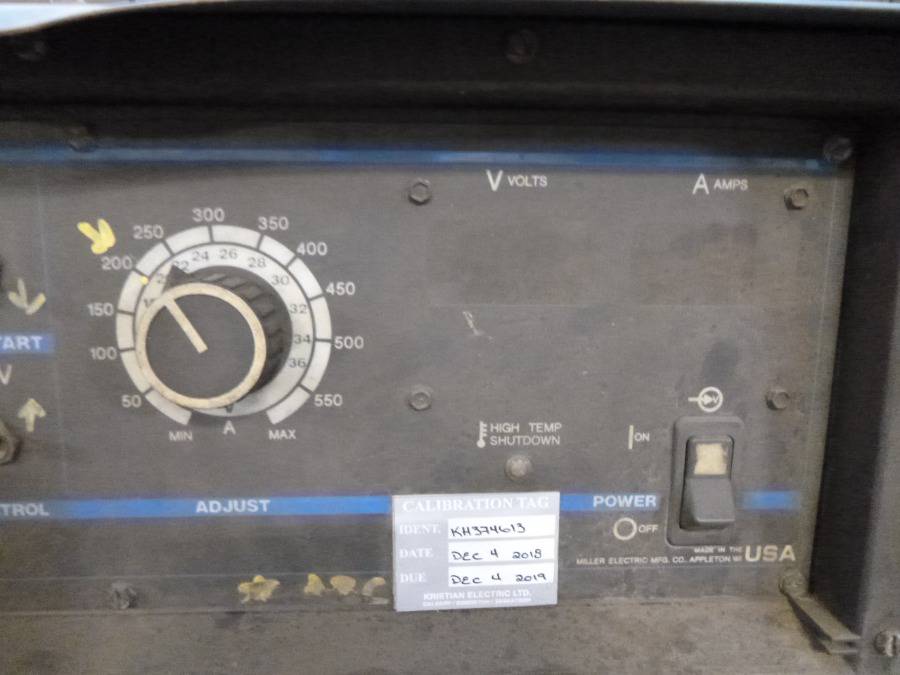 V VOLTS
A AMPS
300
250
350
200
400
150
450
100
500
50
550
22 24 26 28 30 32 34 36
MIN A MAX
TART
V
HIGH TEMP
SHUTDOWN
ON
TROL
ADJUST
POWER
OFF
CALIBRATION TAG
IDENT. KH374613
DATE DEC 4 2018
DUE DEC 4 2019
KRISTIAN ELECTRIC LTD.
MADE IN THE USA
MILLER ELECTRIC MFG. CO. APPLETON WI